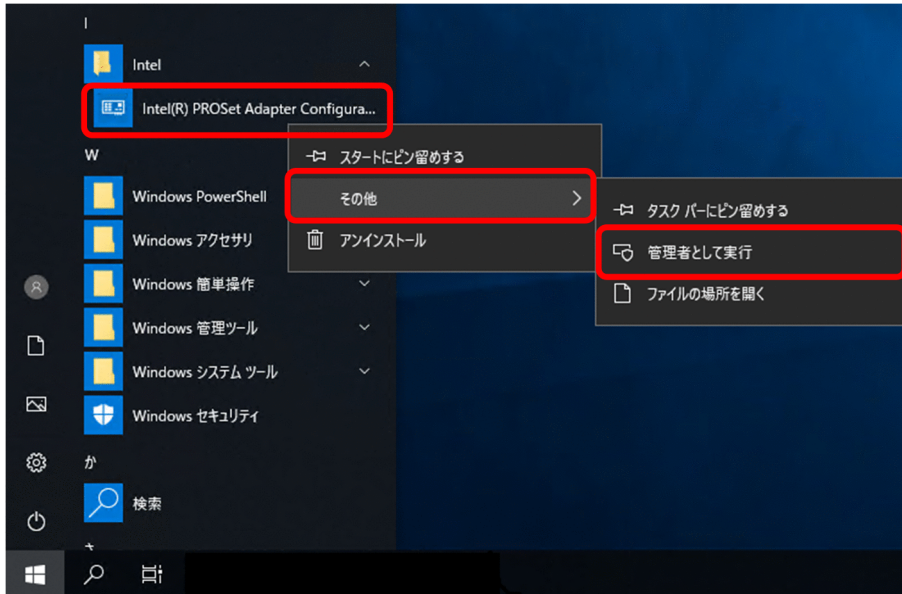 I
Intel
Intel(R) PROSet Adapter Configura...
W
Windows PowerShell
Windows アクセサリ
Windows 簡単操作
Windows 管理ツール
Windows システム ツール
Windows セキュリティ
か
検索
さ
スタートにピン留めする
その他
アンインストール
タスク バーにピン留めする
管理者として実行
ファイルの場所を開く